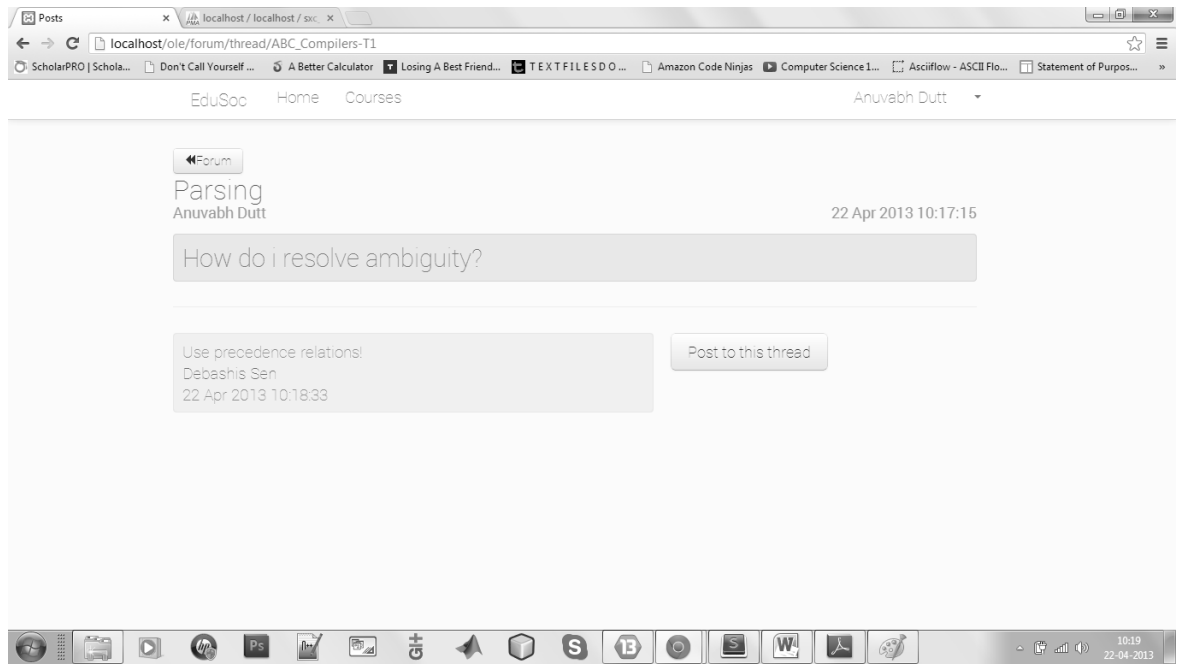 Posts
localhost / localhost / sxc_
localhost/ole/forum/thread/ABC_Compilers-T1
ScholarPRO | Schola... Don't Call Yourself ... A Better Calculator Losing A Best Friend... T E X T F I L E S D O ... Amazon Code Ninjas Computer Science 1... Asciiflow - ASCII Flo... Statement of Purpos... »
EduSoc Home Courses Anuvabh Dutt
Forum
Parsing
Anuvabh Dutt 22 Apr 2013 10:17:15
How do i resolve ambiguity?
Use precedence relations!
Debashis Sen
22 Apr 2013 10:18:33
Post to this thread
10:19
22-04-2013